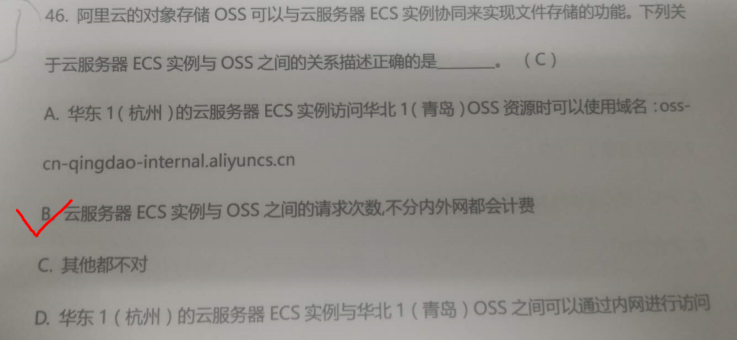 46. 阿里云的对象存储 OSS 可以与云服务器 ECS 实例协同来实现文件存储的功能。下列关
于云服务器 ECS 实例与 OSS 之间的关系描述正确的是______。（C）
A. 华东 1（杭州）的云服务器 ECS 实例访问华北 1（青岛）OSS 资源时可以使用域名：oss-
cn-qingdao-internal.aliyuncs.cn
B. 云服务器 ECS 实例与 OSS 之间的请求次数,不分内外网都会计费
C. 其他都不对
D. 华东 1（杭州）的云服务器 ECS 实例与华北 1（青岛）OSS 之间可以通过内网进行访问